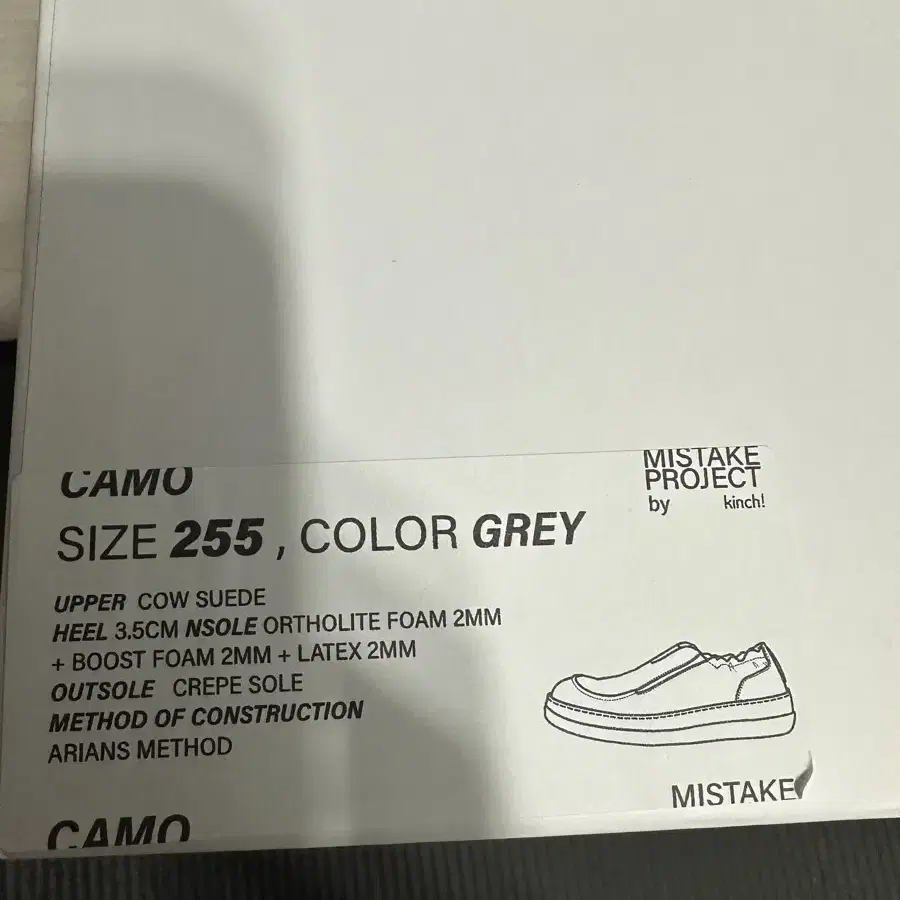 CAMO
MISTAKE
PROJECT
by kinch!
SIZE 255 , COLOR GREY
UPPER COW SUEDE
HEEL 3.5CM NSOLE ORTHOLITE FOAM 2MM
+ BOOST FOAM 2MM + LATEX 2MM
OUTSOLE CREPE SOLE
METHOD OF CONSTRUCTION
ARIANS METHOD
MISTAKE
CAMO